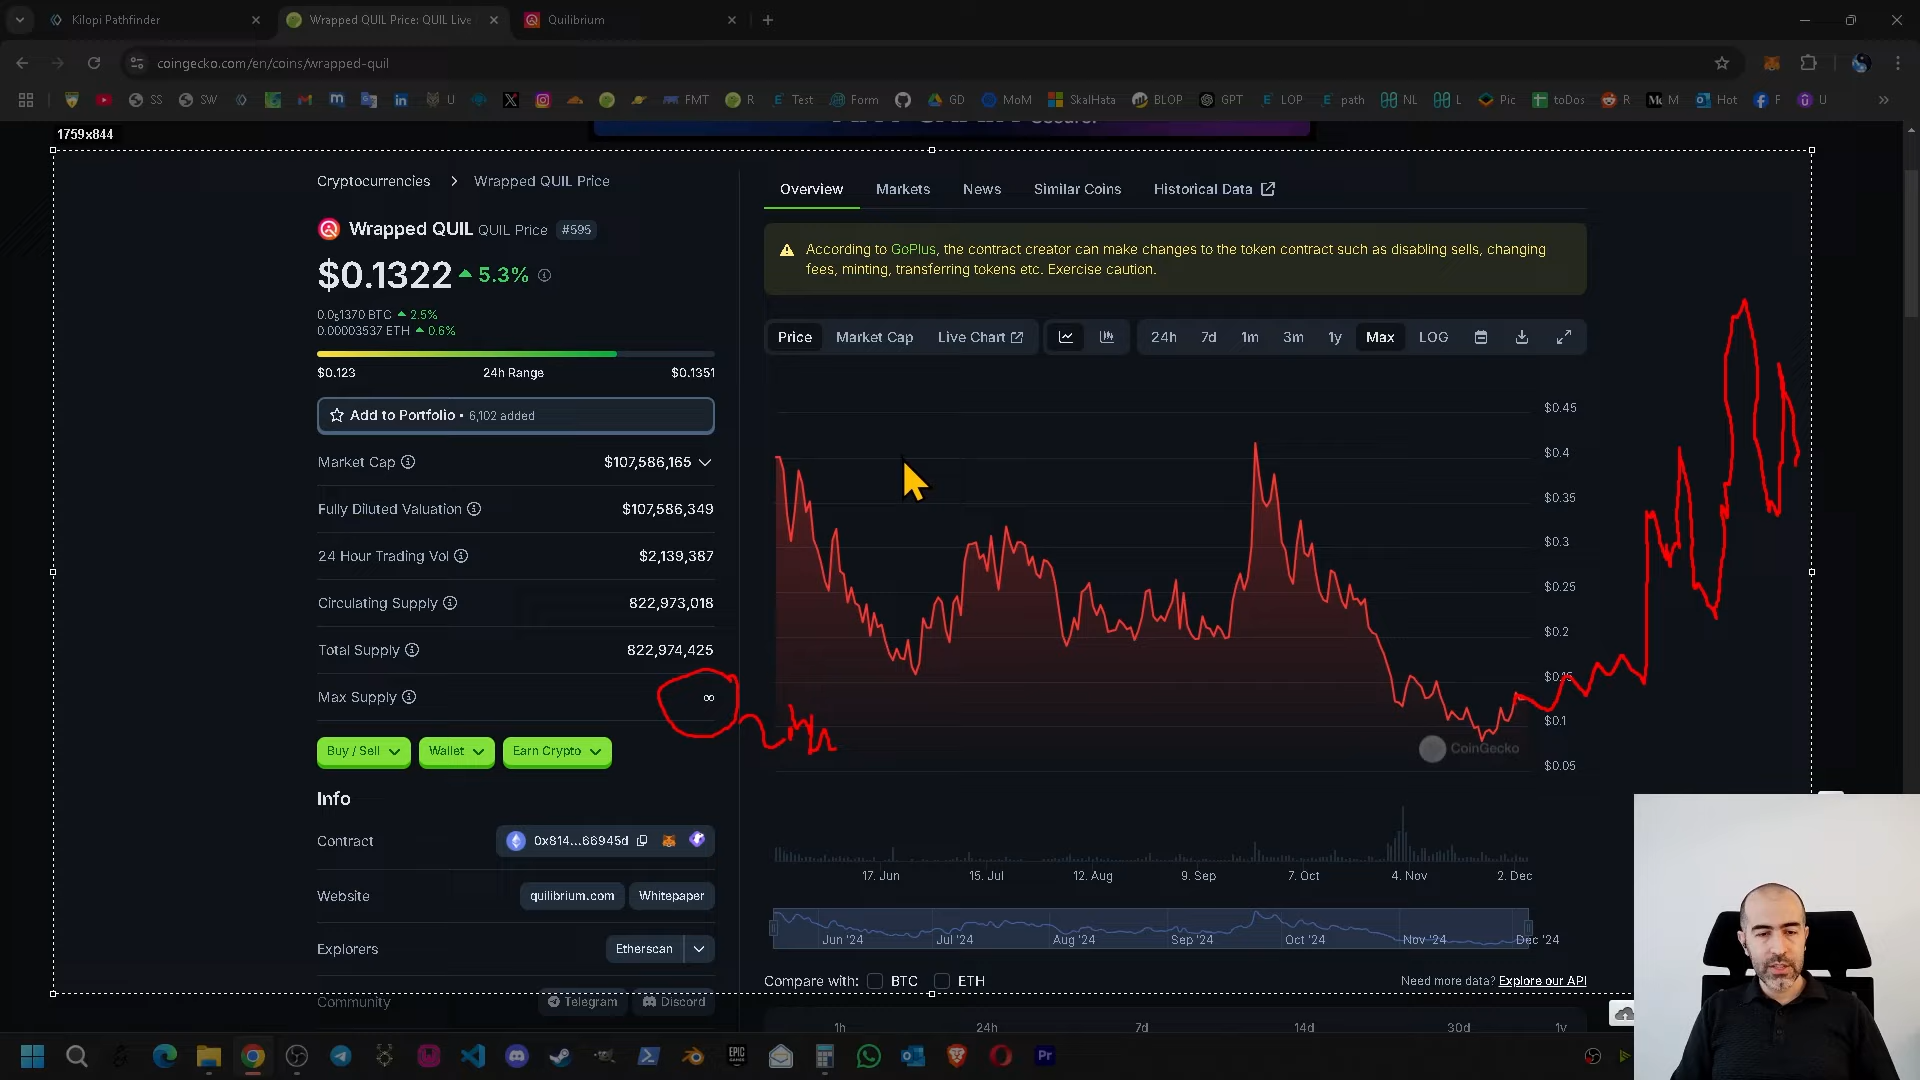 Kilopi Pathfinder
Wrapped QUIL Price: QUIL Live
Quilibrium
coingecko.com/en/coins/wrapped-quil
SS
SW
U
FMT
R
Test
Form
GD
MoM
SkalHata
BLOP
GPT
LOP
path
NL
L
Pic
toDos
R
M
Hot
F
U
1759x844
Cryptocurrencies
Wrapped QUIL Price
Wrapped QUIL QUIL Price #595
$0.1322 5.3%
0.0₅1370 BTC 2.5%
0.00003537 ETH 0.6%
$0.123 24h Range $0.1351
Add to Portfolio • 6,102 added
Market Cap $107,586,165
Fully Diluted Valuation $107,586,349
24 Hour Trading Vol $2,139,387
Circulating Supply 822,973,018
Total Supply 822,974,425
Max Supply ∞
Buy / Sell
Wallet
Earn Crypto
Info
Contract 0x814...66945d
Website quilibrium.com Whitepaper
Explorers Etherscan
Community Telegram Discord
Overview Markets News Similar Coins Historical Data
According to GoPlus, the contract creator can make changes to the token contract such as disabling sells, changing
fees, minting, transferring tokens etc. Exercise caution.
Price Market Cap Live Chart 24h 7d 1m 3m 1y Max LOG
$0.45
$0.4
$0.35
$0.3
$0.25
$0.2
$0.15
$0.1
$0.05
CoinGecko
17. Jun 15. Jul 12. Aug 9. Sep 7. Oct 4. Nov 2. Dec
Jun '24 Jul '24 Aug '24 Sep '24 Oct '24 Nov '24 Dec '24
Compare with: BTC ETH
Need more data? Explore our API
1h 24h 7d 14d 30d 1y
EPIC
GAMES
Pr